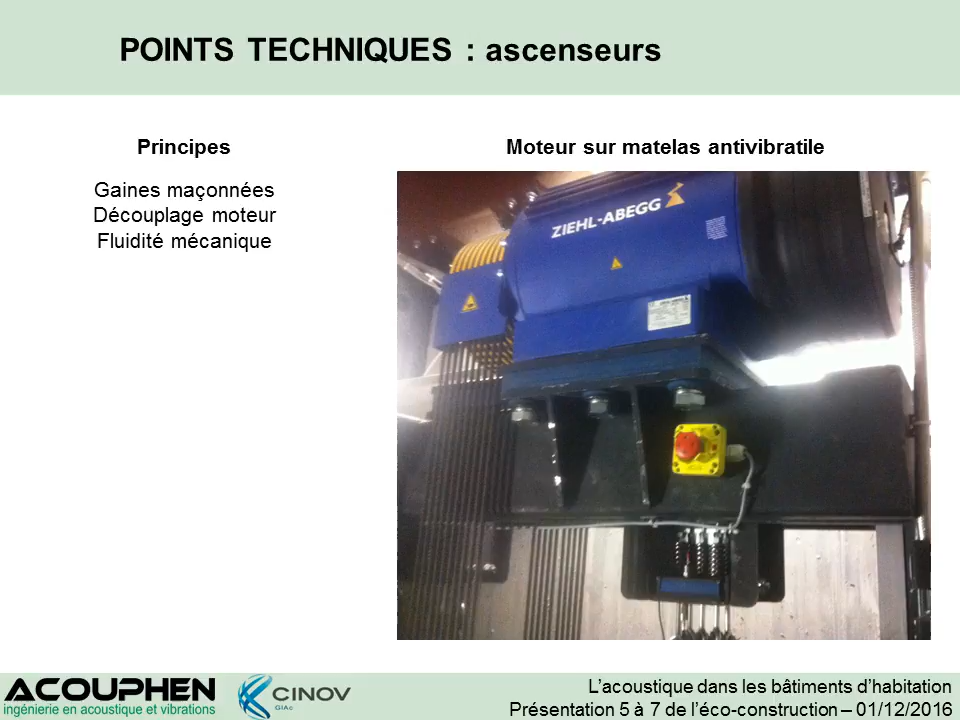 POINTS TECHNIQUES : ascenseurs
Principes
Gaines maçonnées
Découplage moteur
Fluidité mécanique
Moteur sur matelas antivibratile
ZIEHL-ABEGG
ACOUPHEN
ingénierie en acoustique et vibrations
CINOV
GIAc
L’acoustique dans les bâtiments d’habitation
Présentation 5 à 7 de l’éco-construction – 01/12/2016